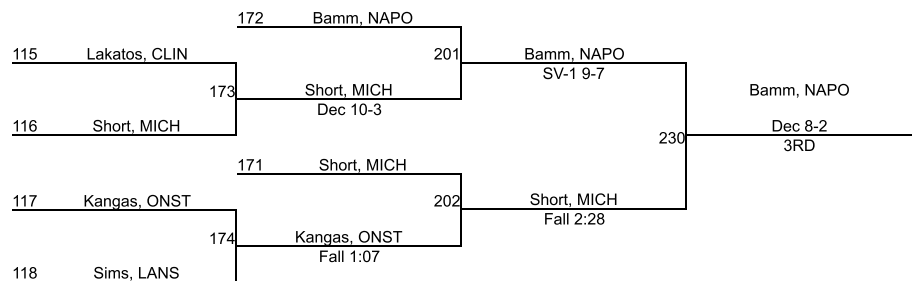 172 Bamm, NAPO
115 Lakatos, CLIN
201 Bamm, NAPO
SV-1 9-7
173 Short, MICH
Dec 10-3
Bamm, NAPO
116 Short, MICH
230 Dec 8-2
3RD
171 Short, MICH
117 Kangas, ONST
202 Short, MICH
Fall 2:28
174 Kangas, ONST
Fall 1:07
118 Sims, LANS